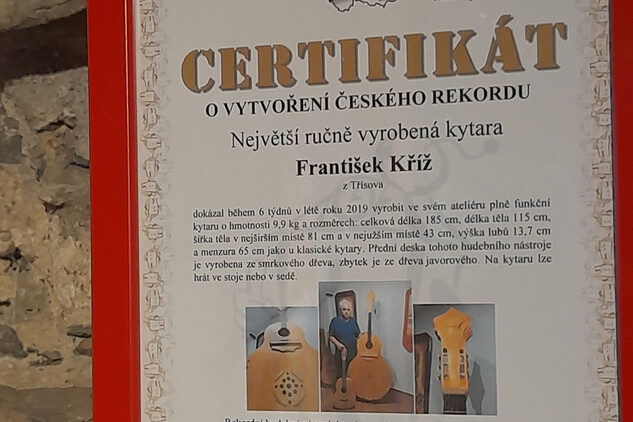 CERTIFIKÁT
O VYTVOŘENÍ ČESKÉHO REKORDU
Největší ručně vyrobená kytara
František Kříž
z Třísova
dokázal během 6 týdnů v létě roku 2019 vyrobit ve svém ateliéru plně funkční
kytaru o hmotnosti 9,9 kg a rozměrech: celková délka 185 cm, délka těla 115 cm,
šířka těla v nejširším místě 81 cm a v nejužším místě 43 cm, výška lubů 13,7 cm
a menzura 65 cm jako u klasické kytary. Přední deska tohoto hudebního nástroje
je vyrobena ze smrkového dřeva, zbytek je ze dřeva javorového. Na kytaru lze
hrát ve stoje nebo v sedě.